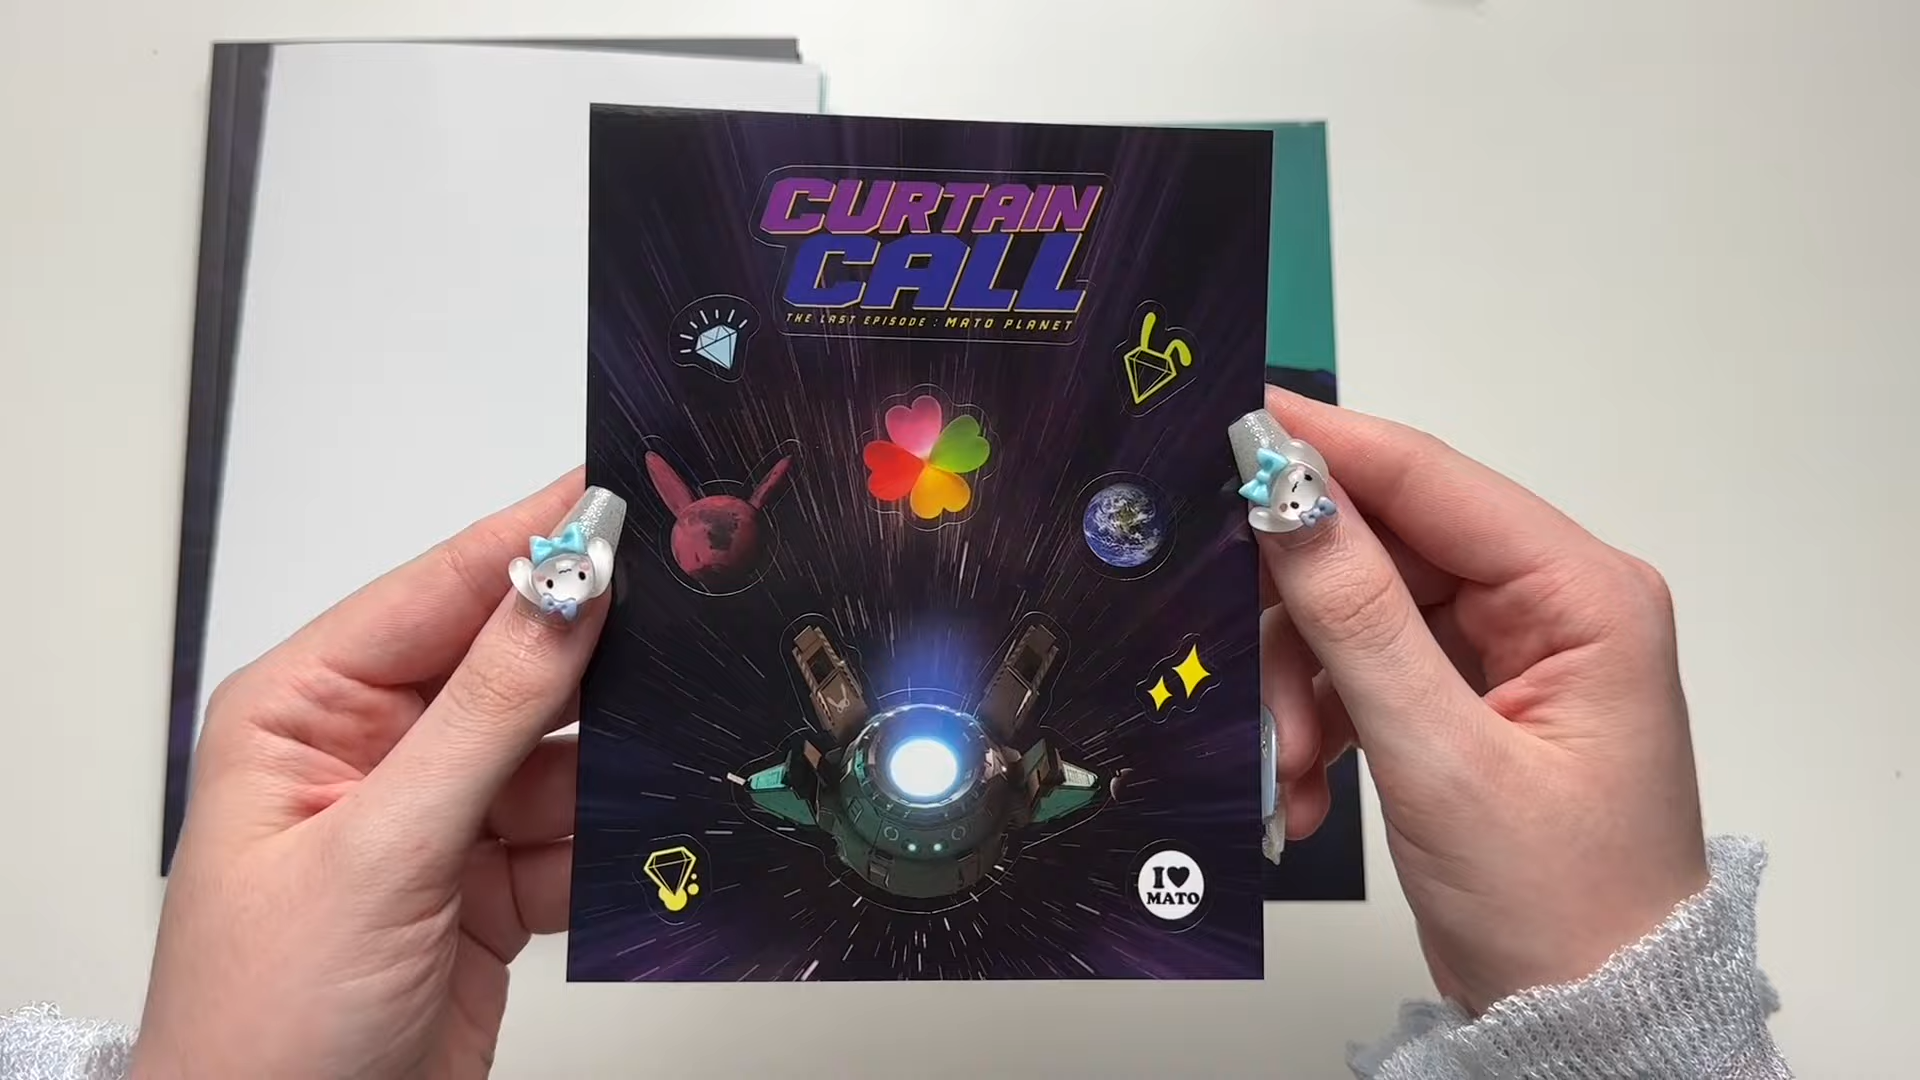 CURTAIN
CALL
THE LAST EPISODE : MATO PLANET
I♥
MATO